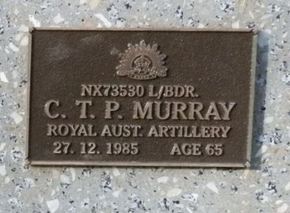 NX73530 L/BDR.
C. T. P. MURRAY
ROYAL AUST. ARTILLERY
27. 12. 1985 AGE 65